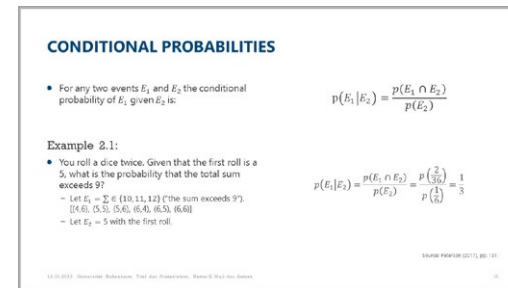 CONDITIONAL PROBABILITIES
• For any two events E₁ and E₂ the conditional
probability of E₁ given E₂ is:
p(E₁|E₂) = p(E₁ ∩ E₂) / p(E₂)
Example 2.1:
• You roll a dice twice. Given that the first roll is a
5, what is the probability that the total sum
exceeds 9?
– Let E₁ = Σ ∈ {10, 11, 12} ("the sum exceeds 9").
[(4,6), (5,5), (5,6), (6,4), (6,5), (6,6)]
– Let E₂ = 5 with the first roll.
p(E₁|E₂) = p(E₁ ∩ E₂) / p(E₂) = p(2/36) / p(1/6) = 1/3
Source: Peterson (2017), pp.